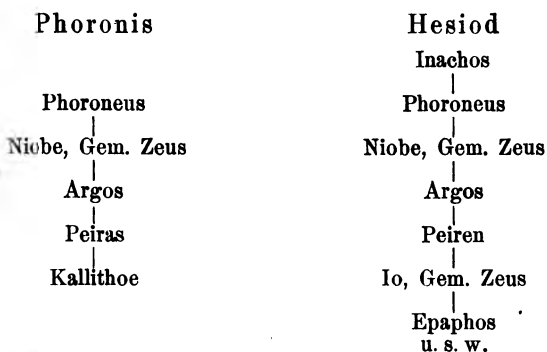 Phoronis
Phoroneus
Niobe, Gem. Zeus
Argos
Peiras
Kallithoe
Hesiod
Inachos
Phoroneus
Niobe, Gem. Zeus
Argos
Peiren
Io, Gem. Zeus
Epaphos
u. s. w.